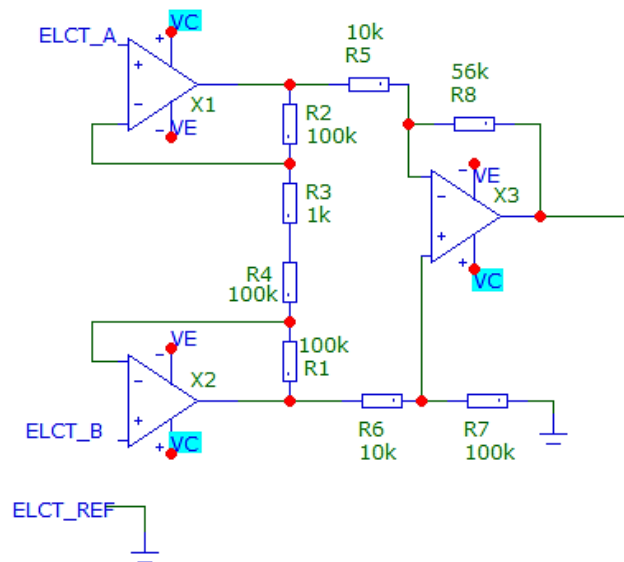 VC
ELCT_A
+
+
−
X1
− VE
10k
R5
56k
R8
R2
100k
R3
1k
− VE
X3
−
+
+
VC
R4
100k
100k
R1
VE
−
X2
−
+
ELCT_B
VC
+
R6
10k
R7
100k
ELCT_REF